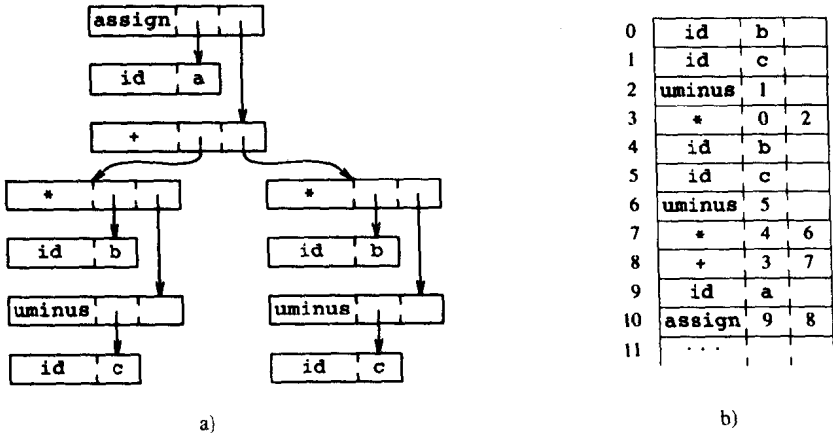 assign
id a
+
*
id b
uminus
id c
*
id b
uminus
id c
a)
0 id b
1 id c
2 uminus 1
3 * 0 2
4 id b
5 id c
6 uminus 5
7 * 4 6
8 + 3 7
9 id a
10 assign 9 8
11 · · ·
b)